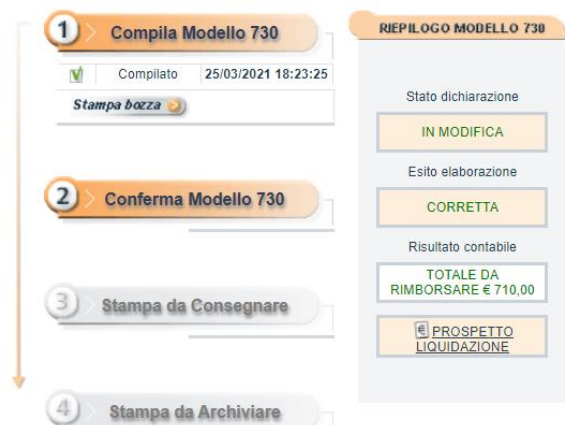 1 Compila Modello 730
Compilato 25/03/2021 18:23:25
Stampa bozza
2 Conferma Modello 730
3 Stampa da Consegnare
4 Stampa da Archiviare
RIEPILOGO MODELLO 730
Stato dichiarazione
IN MODIFICA
Esito elaborazione
CORRETTA
Risultato contabile
TOTALE DA
RIMBORSARE € 710,00
€ PROSPETTO
LIQUIDAZIONE